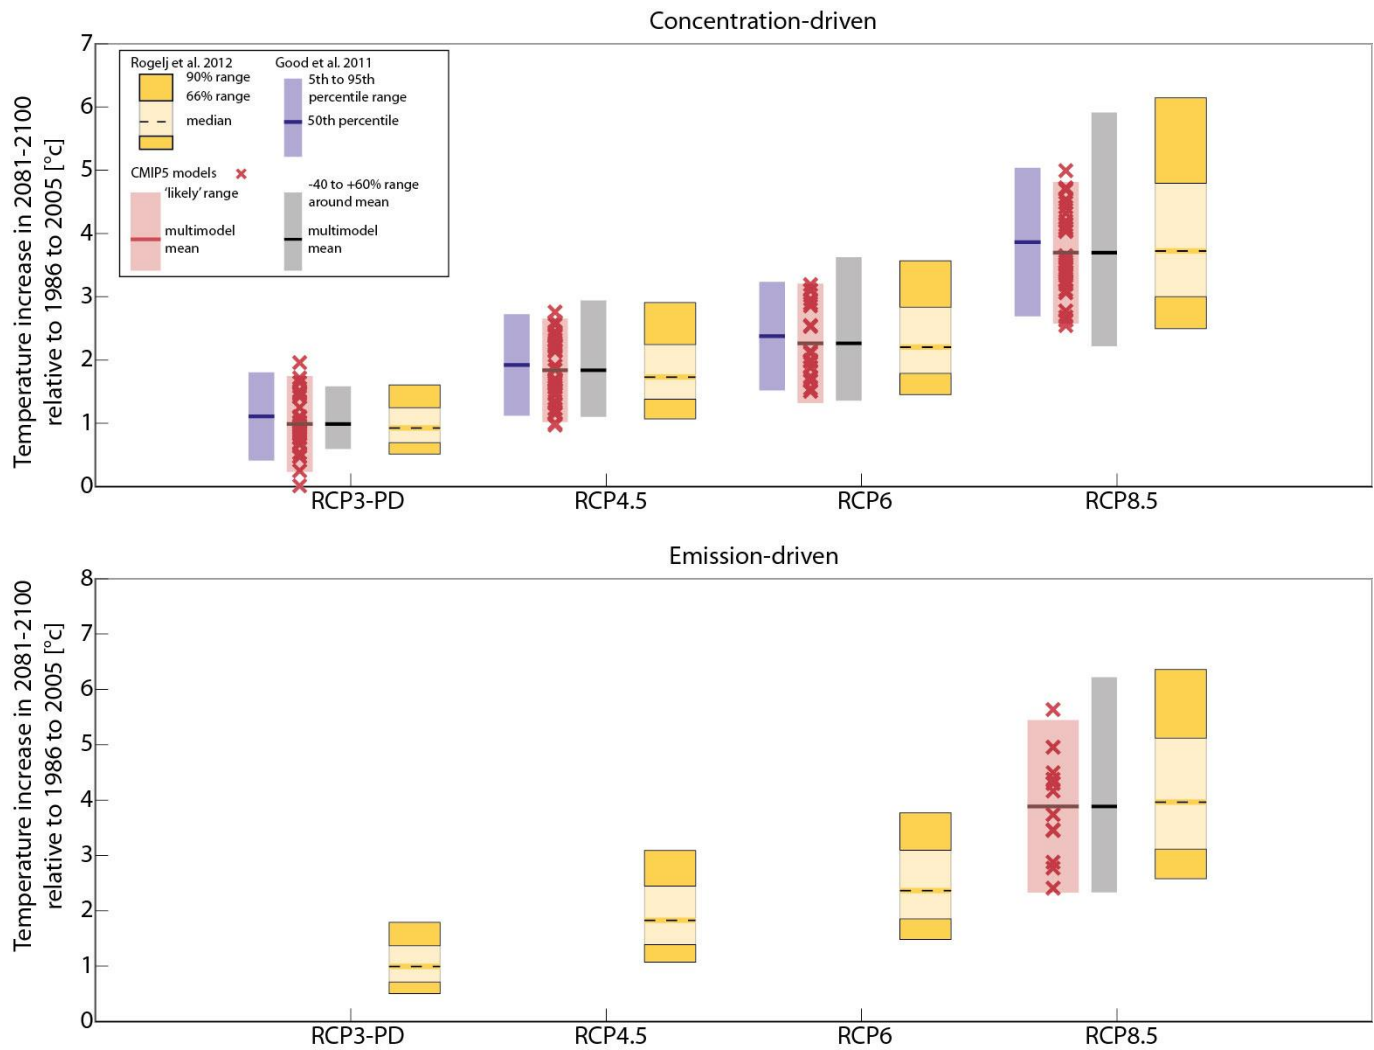 Concentration-driven
Temperature increase in 2081-2100
relative to 1986 to 2005 [°c]
7
6
5
4
3
2
1
0
Rogelj et al. 2012
90% range
66% range
median
Good et al. 2011
5th to 95th
percentile range
50th percentile
CMIP5 models
'likely' range
multimodel
mean
-40 to +60% range
around mean
multimodel
mean
RCP3-PD
RCP4.5
RCP6
RCP8.5
Emission-driven
Temperature increase in 2081-2100
relative to 1986 to 2005 [°c]
8
7
6
5
4
3
2
1
0
RCP3-PD
RCP4.5
RCP6
RCP8.5